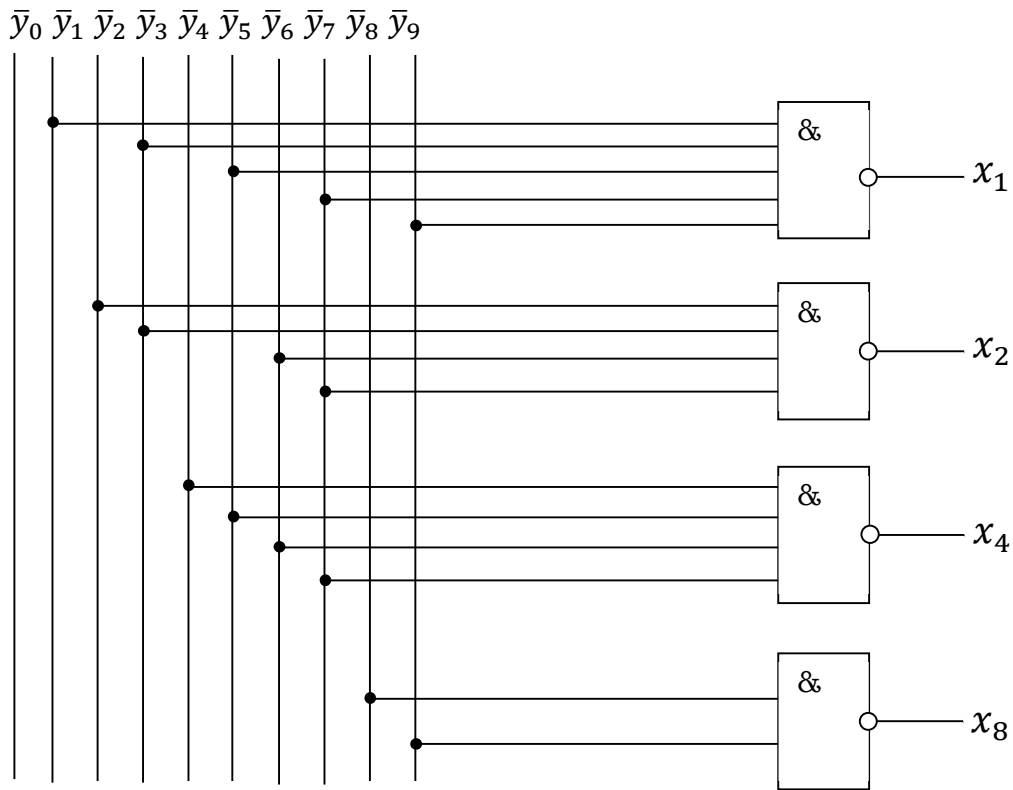 ȳ₀ ȳ₁ ȳ₂ ȳ₃ ȳ₄ ȳ₅ ȳ₆ ȳ₇ ȳ₈ ȳ₉
&
x₁
&
x₂
&
x₄
&
x₈